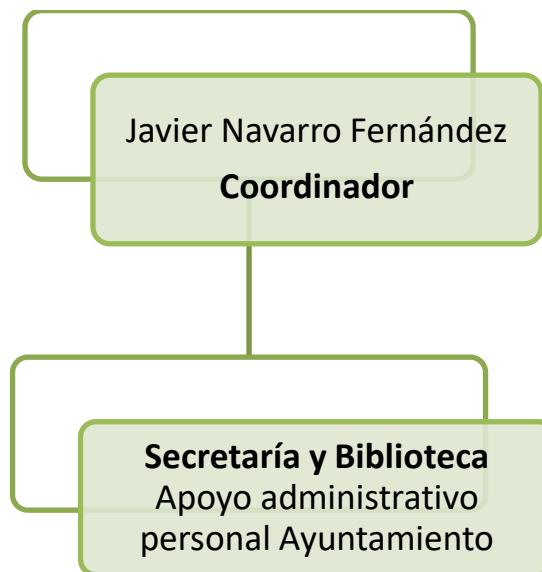 Javier Navarro Fernández
Coordinador
Secretaría y Biblioteca
Apoyo administrativo
personal Ayuntamiento